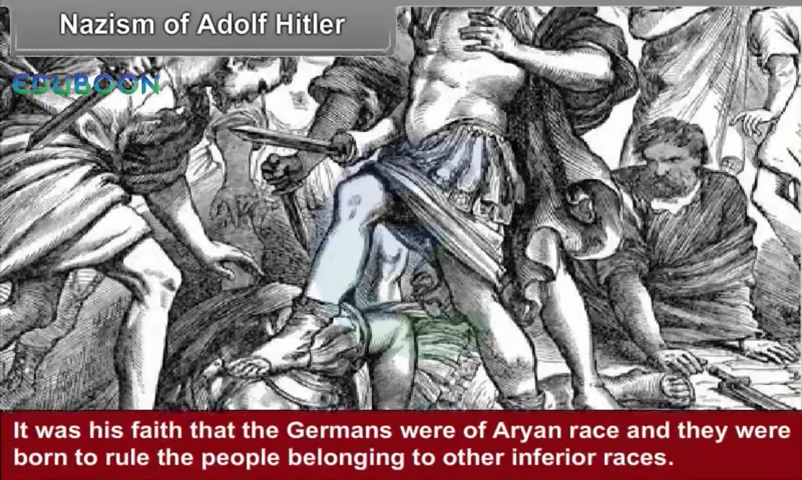 Nazism of Adolf Hitler
EDUBOON
It was his faith that the Germans were of Aryan race and they were
born to rule the people belonging to other inferior races.